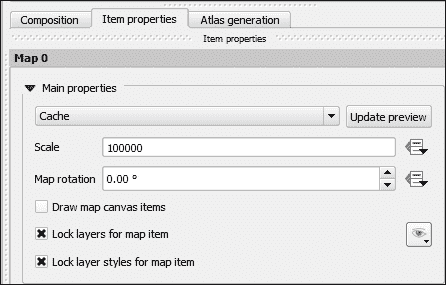 Composition Item properties Atlas generation
Item properties
Map 0
Main properties
Cache Update preview
Scale 100000
Map rotation 0.00 °
Draw map canvas items
Lock layers for map item
Lock layer styles for map item